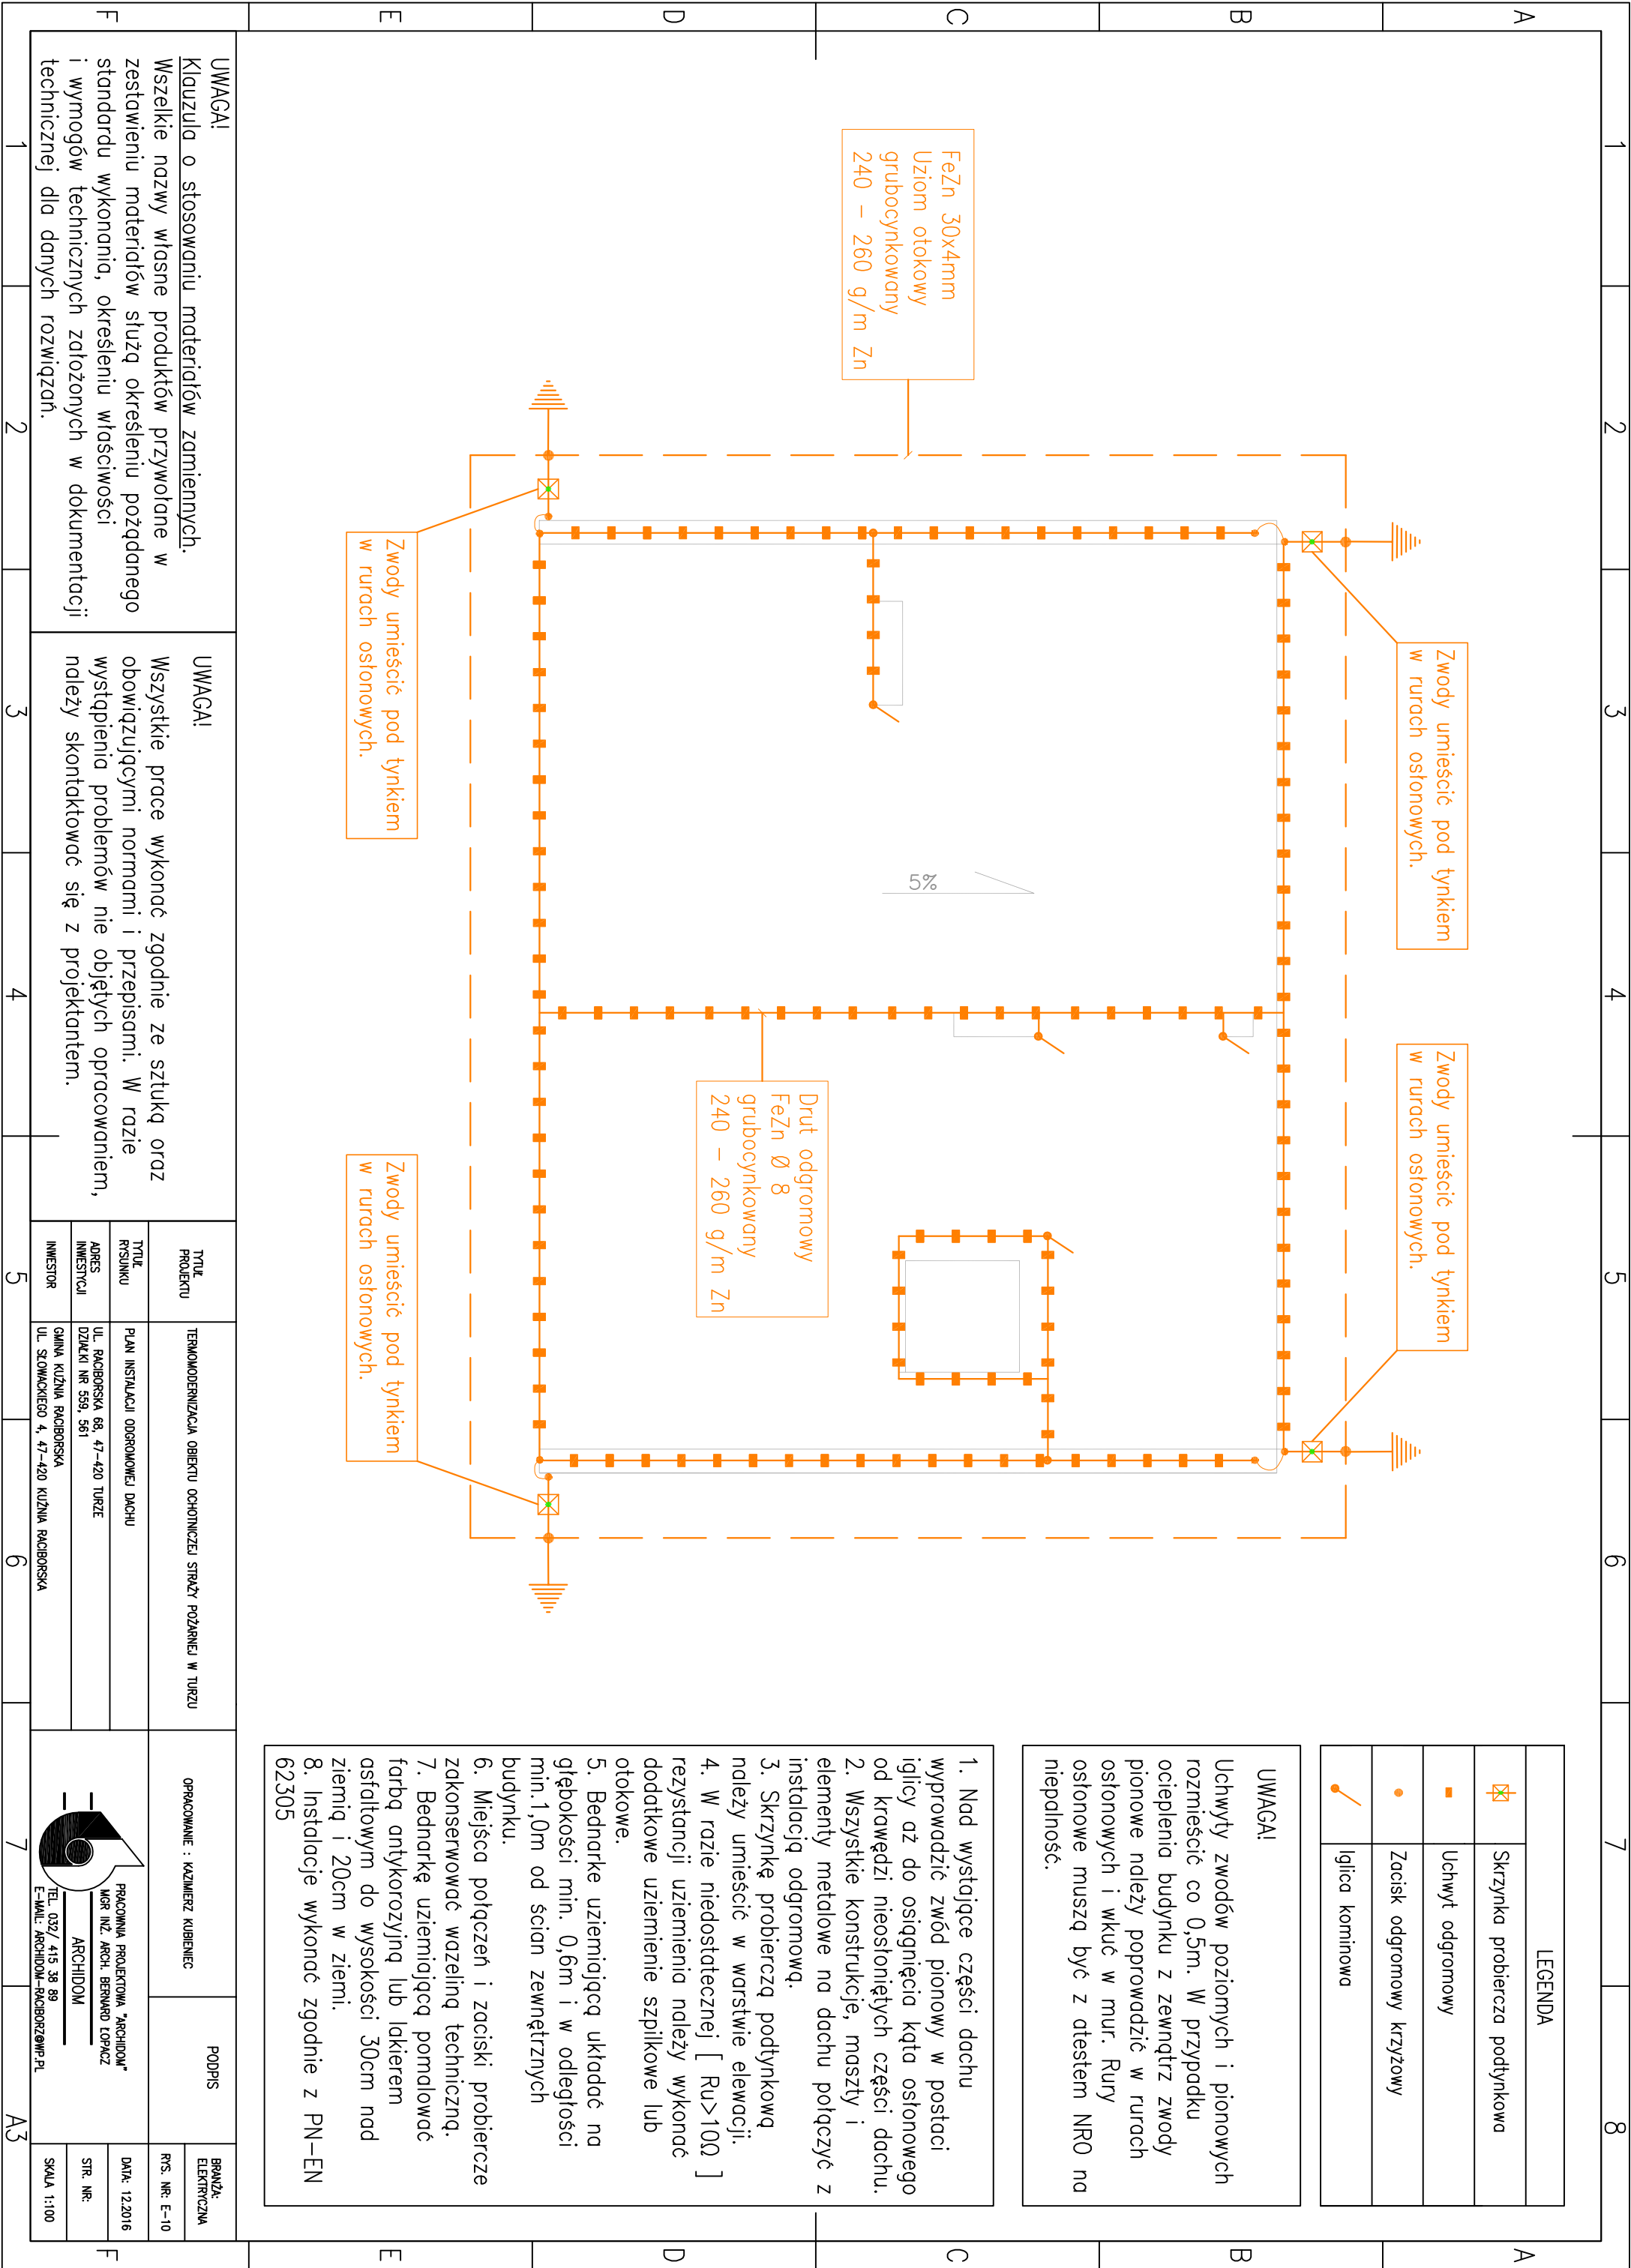 1
2
3
4
5
6
7
8
A
B
C
D
E
F
A
B
C
D
E
F
1
2
3
4
5
6
7
A3
FeZn 30x4mm
Uziom otokowy
grubocynkowany
240 – 260 g/m Zn
Zwody umieścić pod tynkiem
w rurach osłonowych.
Zwody umieścić pod tynkiem
w rurach osłonowych.
5%
Drut odgromowy
FeZn Ø 8
grubocynkowany
240 – 260 g/m Zn
Zwody umieścić pod tynkiem
w rurach osłonowych.
Zwody umieścić pod tynkiem
w rurach osłonowych.
LEGENDA
Skrzynka probiercza podtynkowa
Uchwyt odgromowy
Zacisk odgromowy krzyżowy
Iglica kominowa
UWAGA!
Uchwyty zwodów poziomych i pionowych
rozmieścić co 0,5m. W przypadku
ocieplenia budynku z zewnątrz zwody
pionowe należy poprowadzić w rurach
osłonowych i wkuć w mur. Rury
osłonowe muszą być z atestem NRO na
niepalność.
1. Nad wystające części dachu
wyprowadzić zwód pionowy w postaci
iglicy aż do osiągnięcia kąta osłonowego
od krawędzi nieosłoniętych części dachu.
2. Wszystkie konstrukcje, maszty i
elementy metalowe na dachu połączyć z
instalacją odgromową.
3. Skrzynkę probierczą podtynkową
należy umieścić w warstwie elewacji.
4. W razie niedostatecznej [ Ru>10Ω ]
rezystancji uziemienia należy wykonać
dodatkowe uziemienie szpilkowe lub
otokowe.
5. Bednarke uziemiającą układać na
głębokości min. 0,6m i w odległości
min.1,0m od ścian zewnętrznych
budynku.
6. Miejsca połączeń i zaciski probiercze
zakonserwować wazeliną techniczną.
7. Bednarkę uziemiającą pomalować
farbą antykorozyjną lub lakierem
asfaltowym do wysokości 30cm nad
ziemią i 20cm w ziemi.
8. Instalacje wykonać zgodnie z PN–EN
62305
UWAGA!
Klauzula o stosowaniu materiałów zamiennych.
Wszelkie nazwy własne produktów przywołane w
zestawieniu materiałów służą określeniu pożądanego
standardu wykonania, określeniu właściwości
i wymogów technicznych założonych w dokumentacji
technicznej dla danych rozwiązań.
UWAGA!
Wszystkie prace wykonać zgodnie ze sztuką oraz
obowiązującymi normami i przepisami. W razie
wystąpienia problemów nie objętych opracowaniem,
należy skontaktować się z projektantem.
TYTUŁ
PROJEKTU
TERMOMODERNIZACJA OBIEKTU OCHOTNICZEJ STRAŻY POŻARNEJ W TURZU
TYTUŁ
RYSUNKU
PLAN INSTALACJI ODGROMOWEJ DACHU
ADRES
INWESTYCJI
UL. RACIBORSKA 68, 47–420 TURZE
DZIAŁKI NR 559, 561
INWESTOR
GMINA KUŹNIA RACIBORSKA
UL. SŁOWACKIEGO 4, 47–420 KUŹNIA RACIBORSKA
OPRACOWANIE : KAZIMIERZ KUBIENIEC
PODPIS
PRACOWNIA PROJEKTOWA "ARCHIDOM"
MGR INŻ. ARCH. BERNARD ŁOPACZ
ARCHIDOM
TEL. 032/ 415 38 89
E–MAIL: ARCHIDOM–RACIBORZ@WP.PL
BRANŻA:
ELEKTRYCZNA
RYS. NR: E–10
DATA: 12.2016
STR. NR:
SKALA 1:100